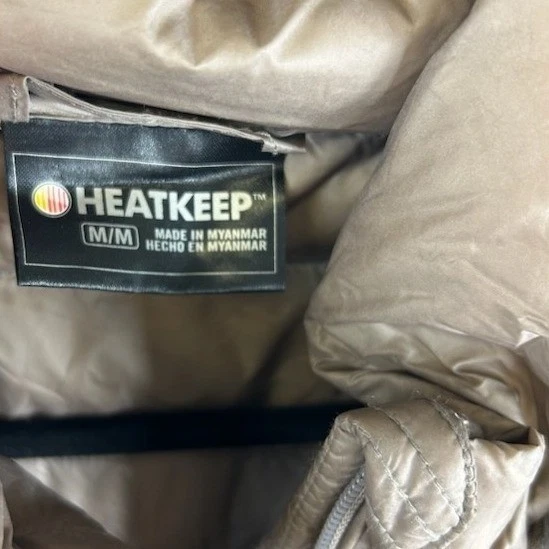 HEATKEEP™
M/M MADE IN MYANMAR
HECHO EN MYANMAR